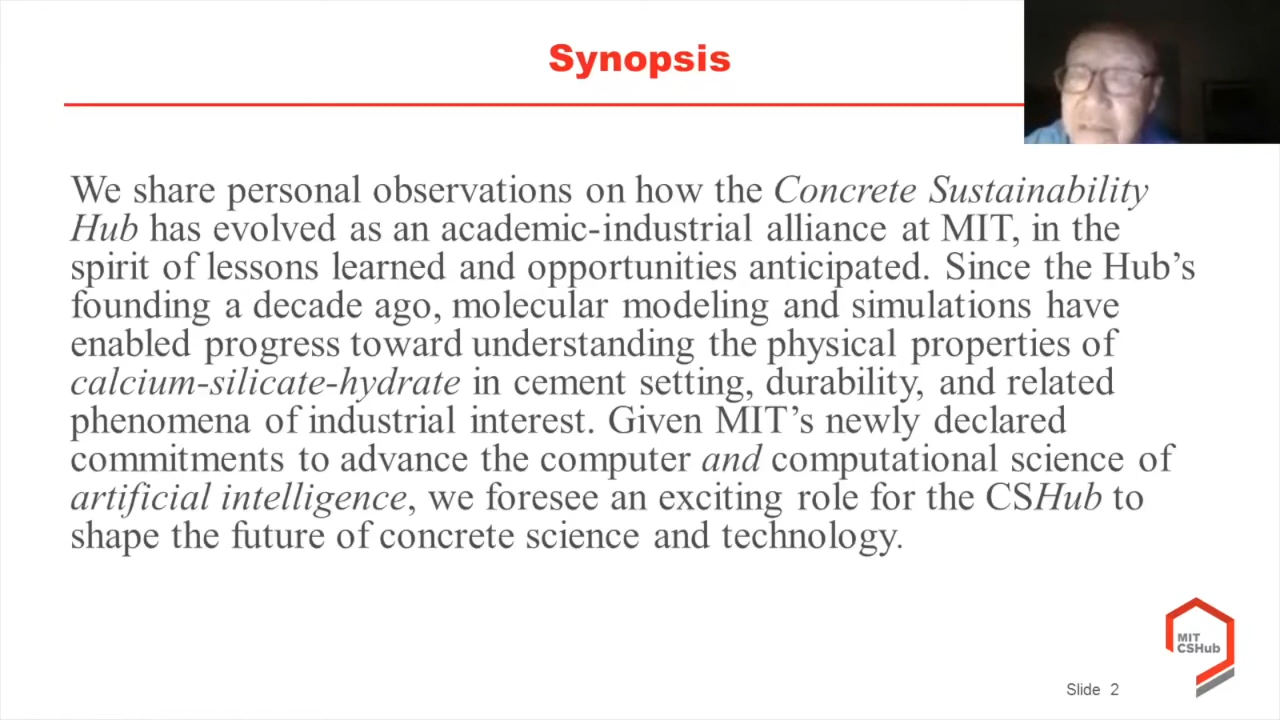 Synopsis
We share personal observations on how the Concrete Sustainability
Hub has evolved as an academic-industrial alliance at MIT, in the
spirit of lessons learned and opportunities anticipated. Since the Hub’s
founding a decade ago, molecular modeling and simulations have
enabled progress toward understanding the physical properties of
calcium-silicate-hydrate in cement setting, durability, and related
phenomena of industrial interest. Given MIT’s newly declared
commitments to advance the computer and computational science of
artificial intelligence, we foresee an exciting role for the CSHub to
shape the future of concrete science and technology.
MIT
CSHub
Slide 2